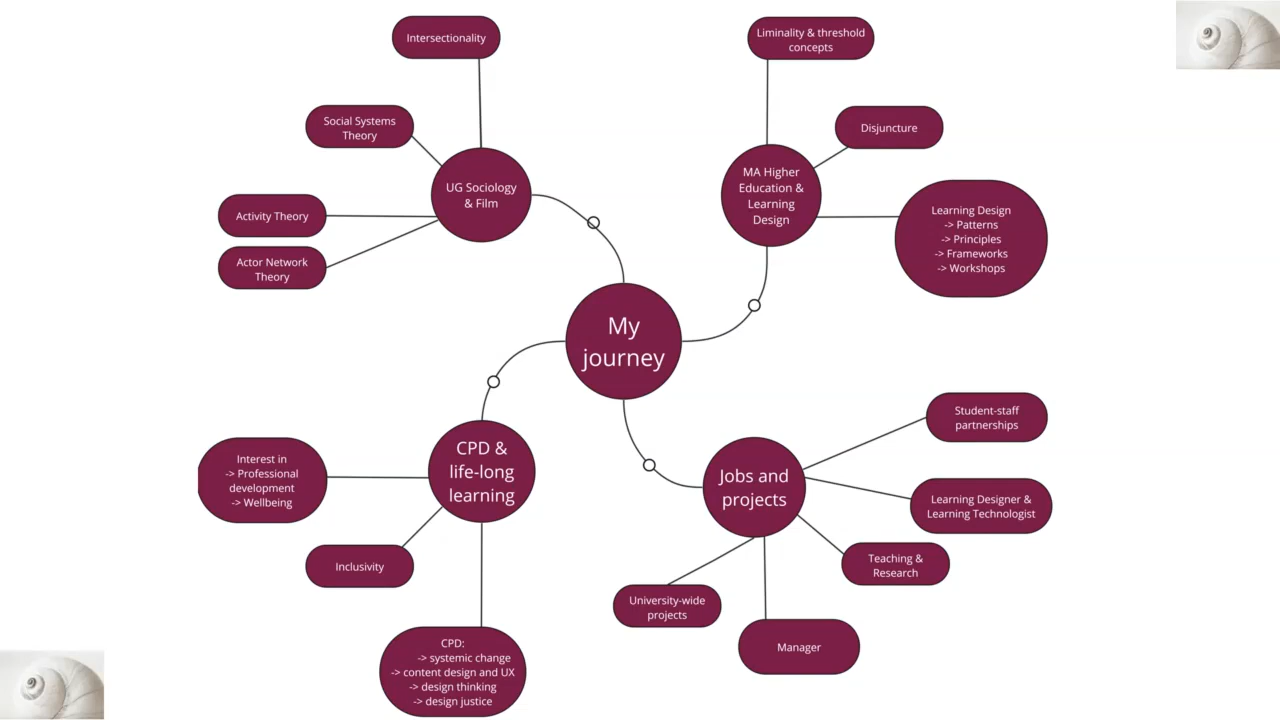 Intersectionality
Social Systems
Theory
UG Sociology
& Film
Activity Theory
Actor Network
Theory
Liminality & threshold
concepts
Disjuncture
MA Higher
Education &
Learning
Design
Learning Design
-> Patterns
-> Principles
-> Frameworks
-> Workshops
My
journey
CPD &
life-long
learning
Interest in
-> Professional
development
-> Wellbeing
Inclusivity
CPD:
-> systemic change
-> content design and UX
-> design thinking
-> design justice
Jobs and
projects
Student-staff
partnerships
Learning Designer &
Learning Technologist
Teaching &
Research
University-wide
projects
Manager